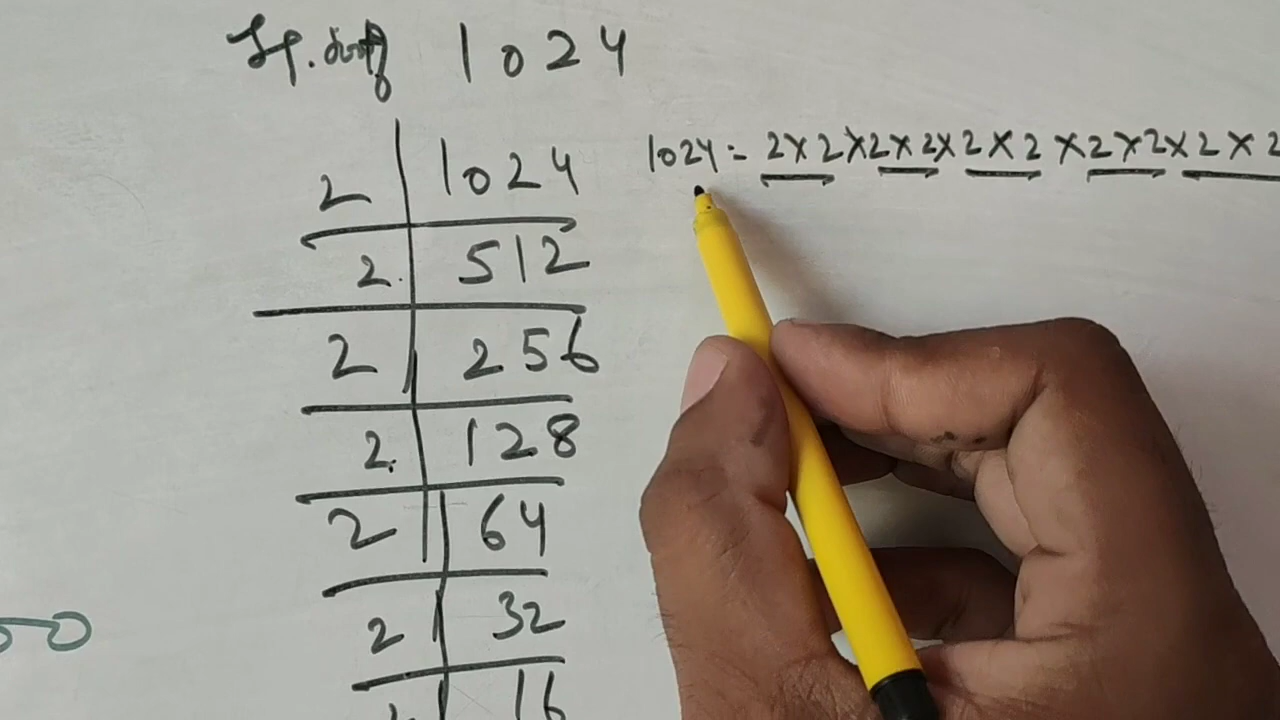 1024
1024 = 2×2×2×2×2×2×2×2×2×2
2 | 1024
2. | 512
2 | 256
2. | 128
2 | 64
2 | 32
16